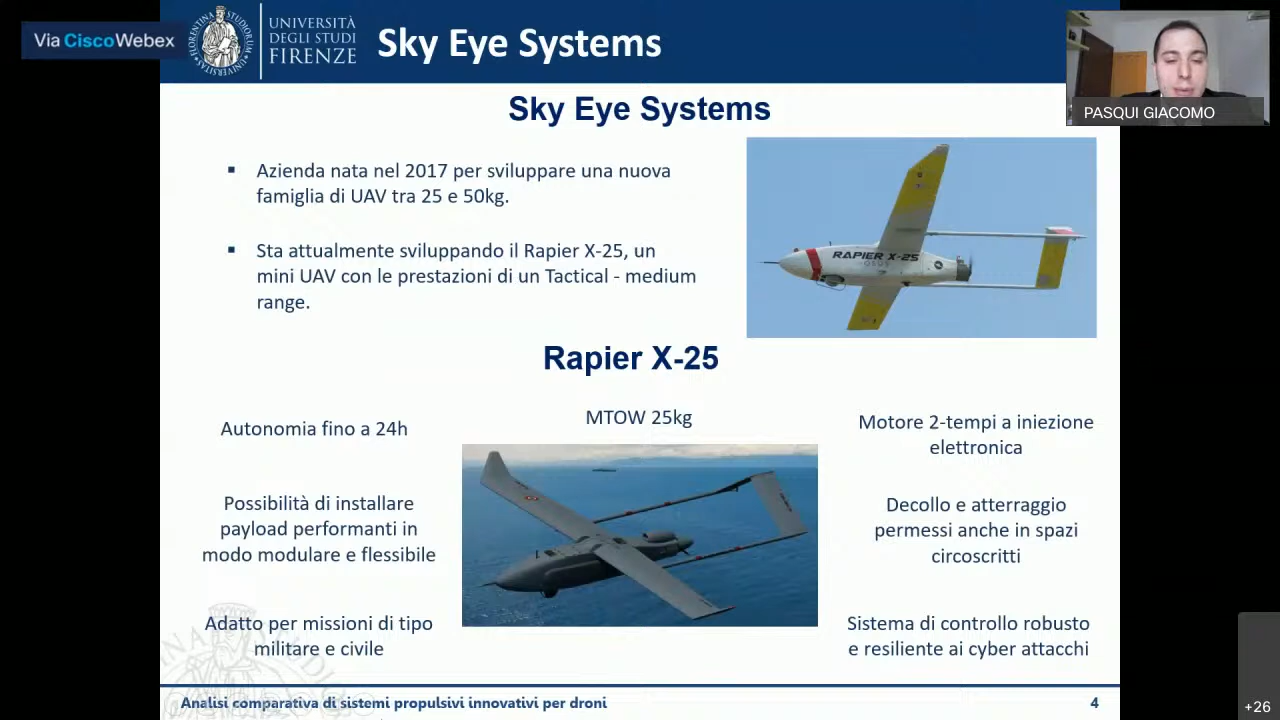 Via CiscoWebex
UNIVERSITÀ
DEGLI STUDI
FIRENZE
Sky Eye Systems
PASQUI GIACOMO
Sky Eye Systems
▪ Azienda nata nel 2017 per sviluppare una nuova
famiglia di UAV tra 25 e 50kg.
▪ Sta attualmente sviluppando il Rapier X-25, un
mini UAV con le prestazioni di un Tactical - medium
range.
RAPIER X-25
Rapier X-25
Autonomia fino a 24h
Possibilità di installare
payload performanti in
modo modulare e flessibile
Adatto per missioni di tipo
militare e civile
MTOW 25kg
Motore 2-tempi a iniezione
elettronica
Decollo e atterraggio
permessi anche in spazi
circoscritti
Sistema di controllo robusto
e resiliente ai cyber attacchi
Analisi comparativa di sistemi propulsivi innovativi per droni
4
+26